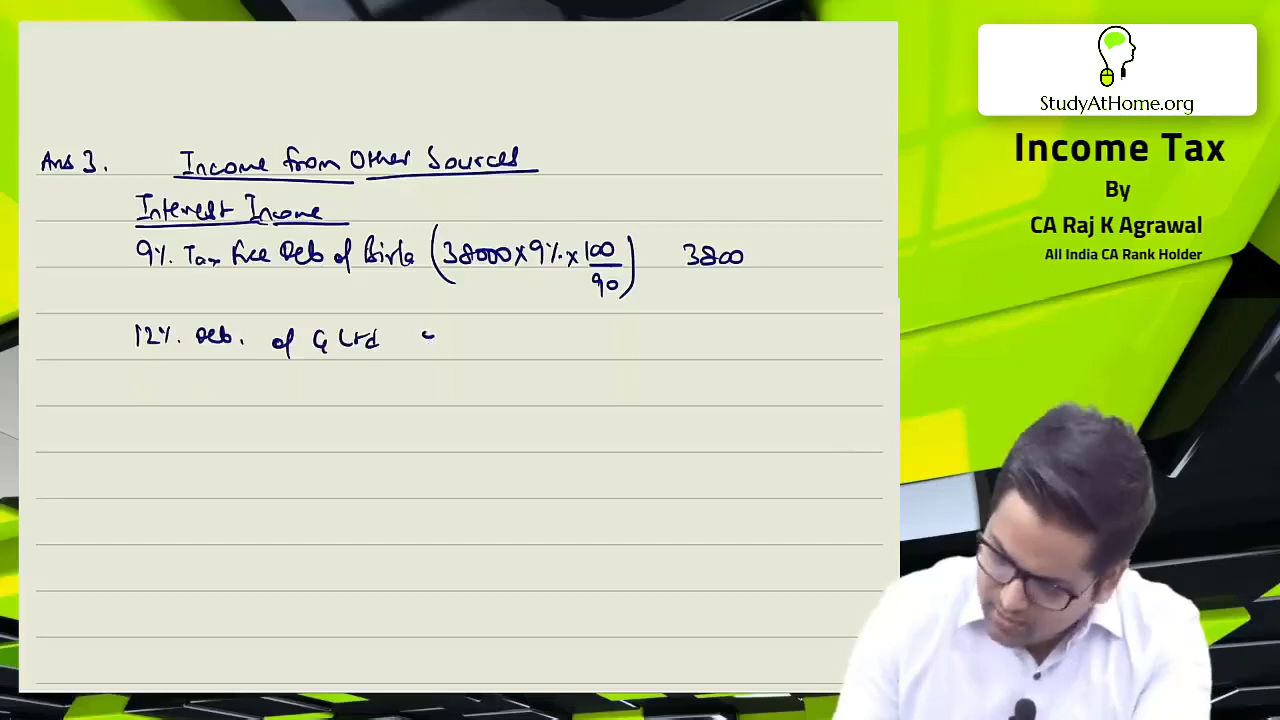 Ans 3. Income from Other Sources
Interest Income
9%. Tax free Deb of Birla (38000 x 9%. x 100/90) 3800
12%. Deb. of G Ltd
StudyAtHome.org
Income Tax
By
CA Raj K Agrawal
All India CA Rank Holder